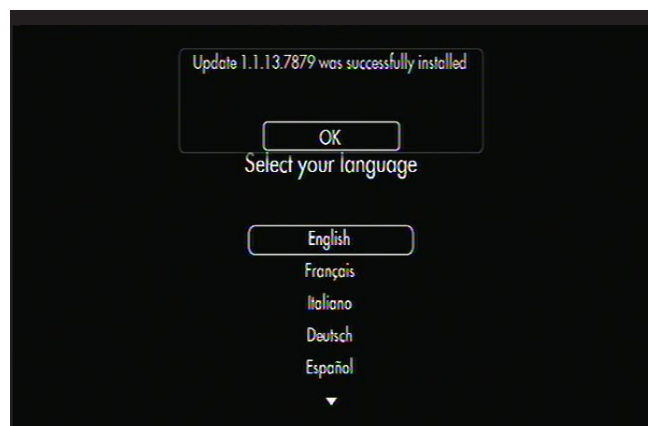 Update 1.1.13.7879 was successfully installed
OK
Select your language
English
Français
Italiano
Deutsch
Español